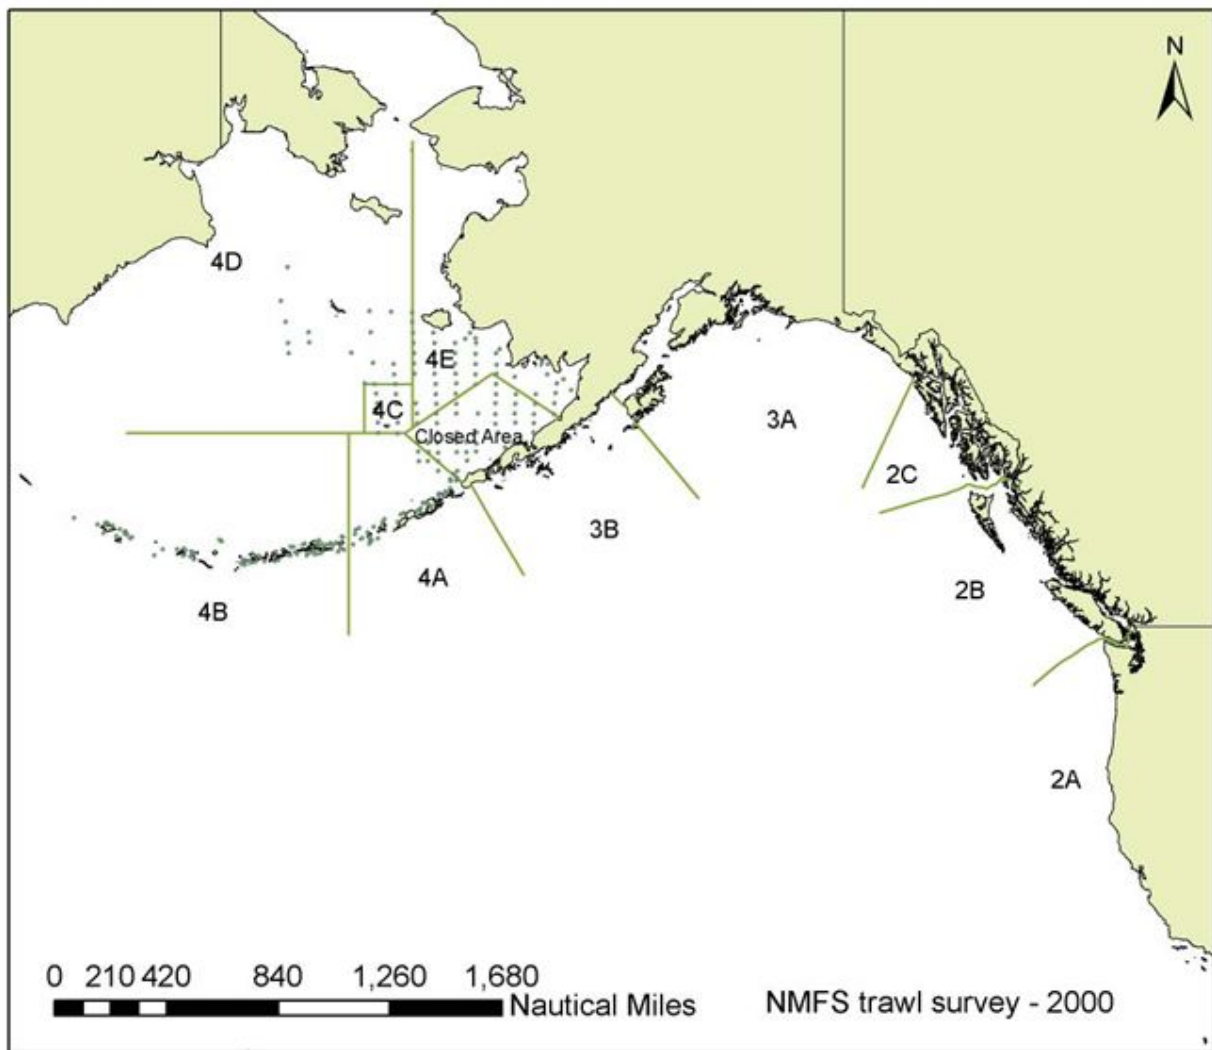 N
4D
4E
4C
Closed Area
3A
2C
3B
4A
2B
4B
2A
0 210 420 840 1,260 1,680
Nautical Miles
NMFS trawl survey - 2000